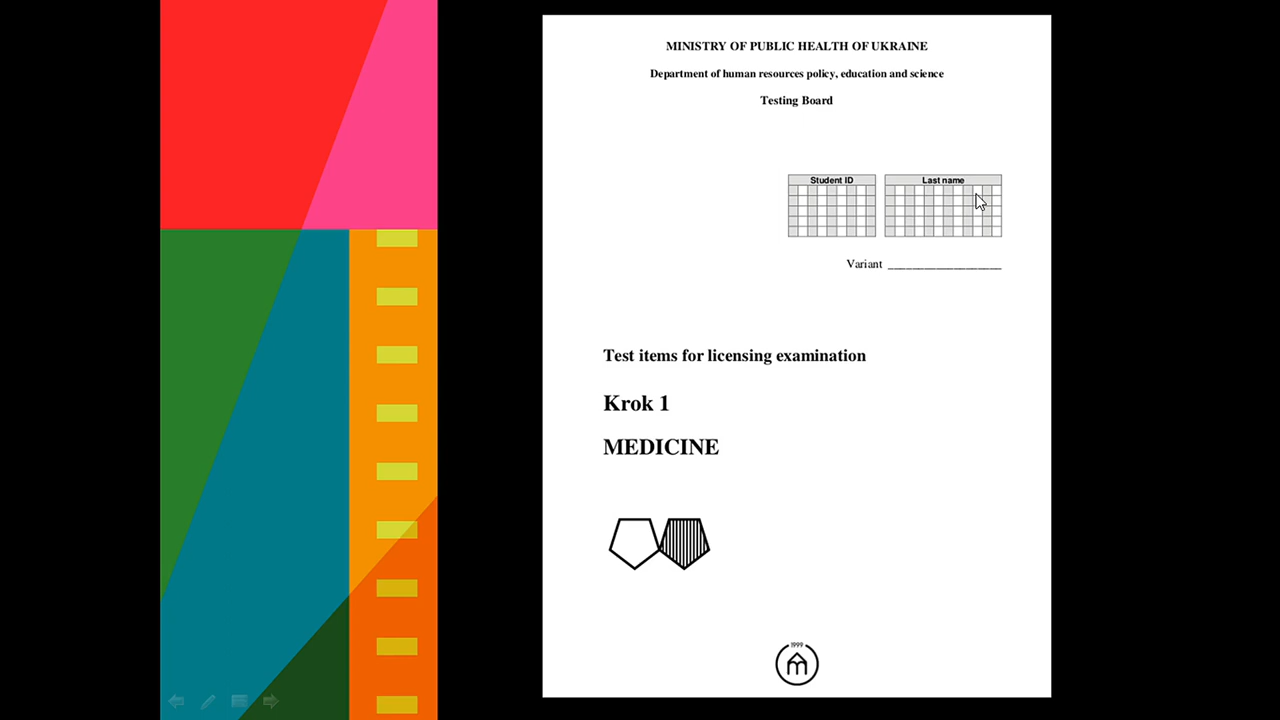 MINISTRY OF PUBLIC HEALTH OF UKRAINE
Department of human resources policy, education and science
Testing Board
Student ID
Last name
Variant ___________________
Test items for licensing examination
Krok 1
MEDICINE
1999